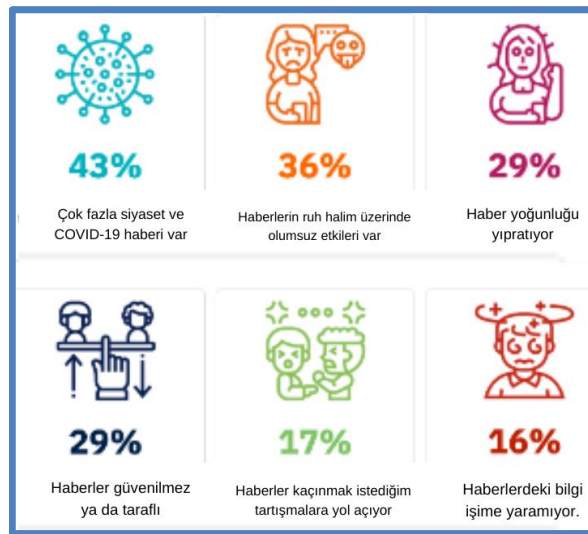 43%
Çok fazla siyaset ve
COVID-19 haberi var
36%
Haberlerin ruh halim üzerinde
olumsuz etkileri var
29%
Haber yoğunluğu
yıpratıyor
29%
Haberler güvenilmez
ya da taraflı
17%
Haberler kaçınmak istediğim
tartışmalara yol açıyor
16%
Haberlerdeki bilgi
işime yaramıyor.